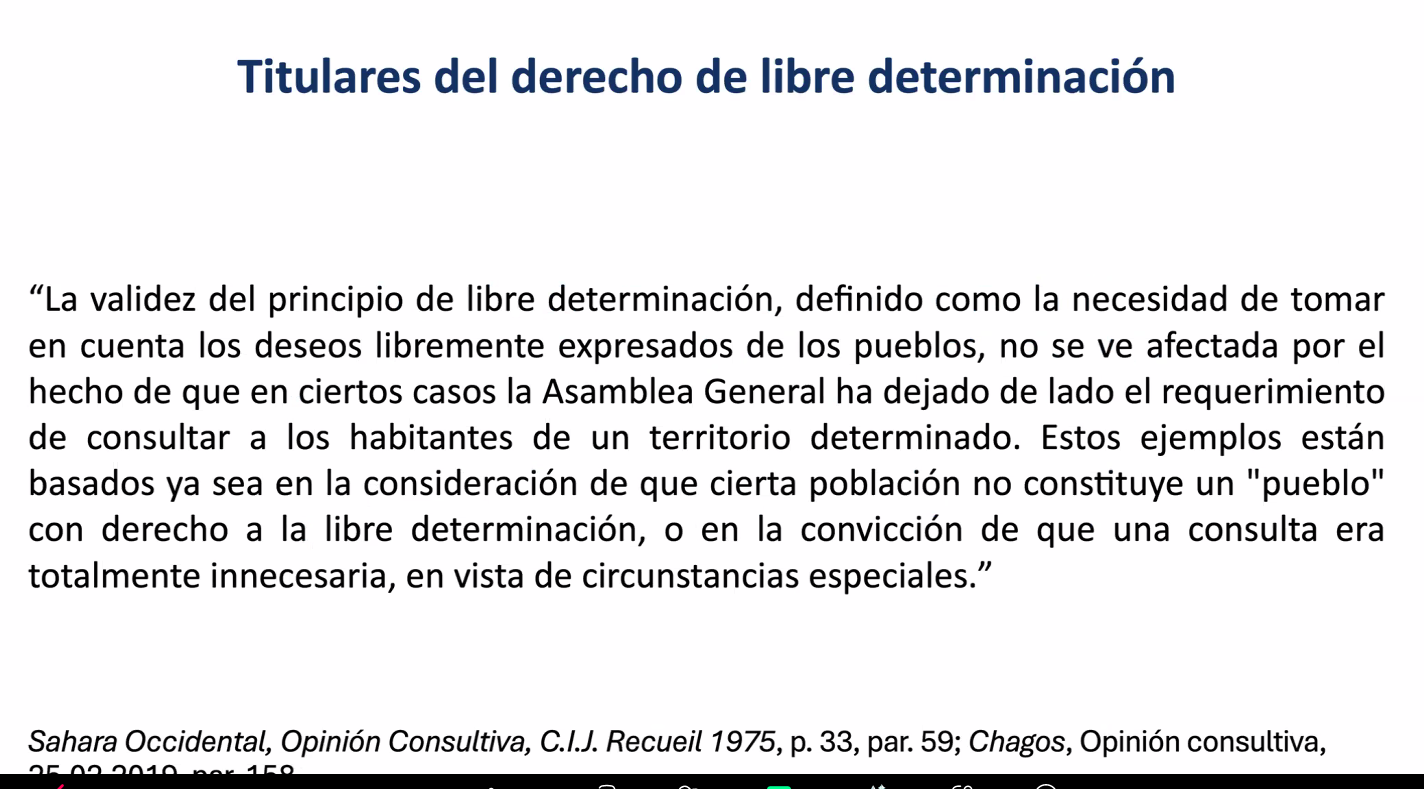 Titulares del derecho de libre determinación
“La validez del principio de libre determinación, definido como la necesidad de tomar
en cuenta los deseos libremente expresados de los pueblos, no se ve afectada por el
hecho de que en ciertos casos la Asamblea General ha dejado de lado el requerimiento
de consultar a los habitantes de un territorio determinado. Estos ejemplos están
basados ya sea en la consideración de que cierta población no constituye un "pueblo"
con derecho a la libre determinación, o en la convicción de que una consulta era
totalmente innecesaria, en vista de circunstancias especiales.”
Sahara Occidental, Opinión Consultiva, C.I.J. Recueil 1975, p. 33, par. 59; Chagos, Opinión consultiva,
25.02.2019, par. 158